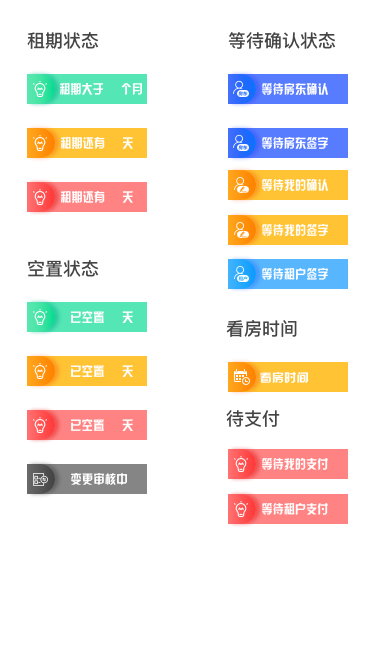 租期状态
租期大于 个月
租期还有 天
租期还有 天
空置状态
已空置 天
已空置 天
已空置 天
变更审核中
等待确认状态
等待房东确认
等待房东签字
等待我的确认
等待我的签字
等待租户签字
看房时间
看房时间
待支付
等待我的支付
等待租户支付